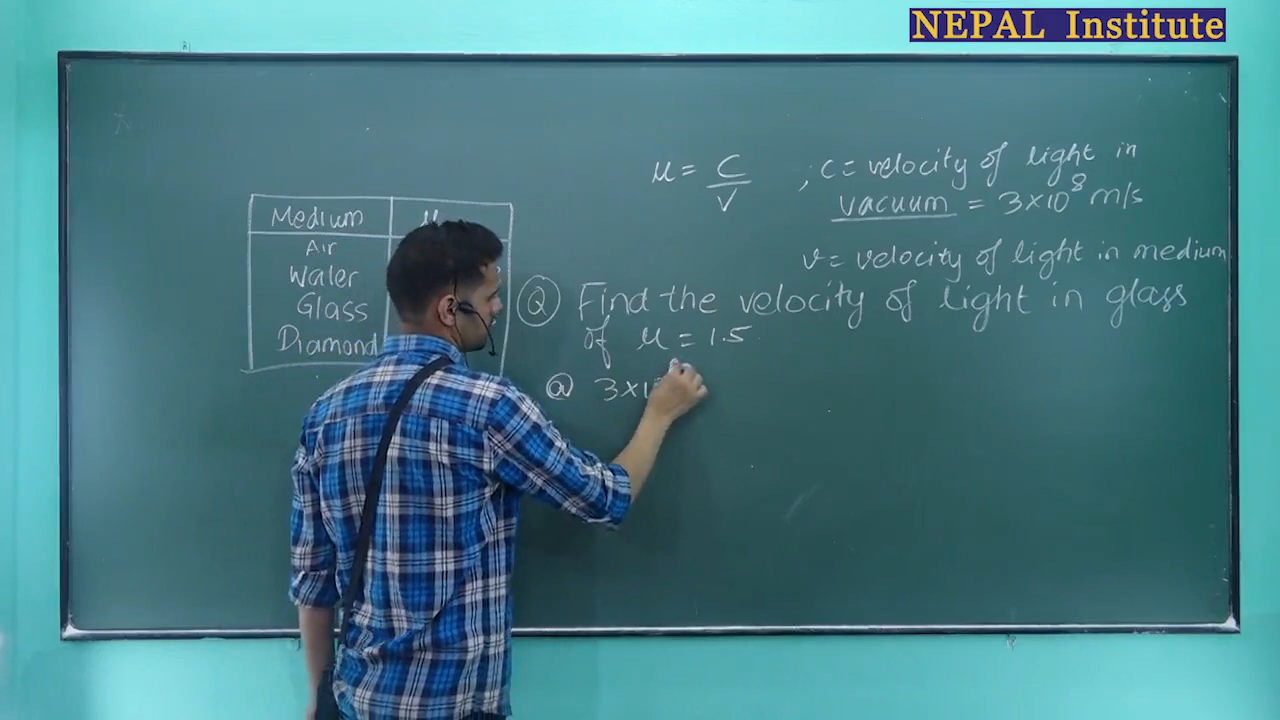 NEPAL Institute
μ = C/V , c = velocity of light in
vacuum = 3×10⁸ m/s
v = velocity of light in medium
Medium
Air
Water
Glass
Diamond
Q Find the velocity of light in glass
of μ = 1.5
a 3×1